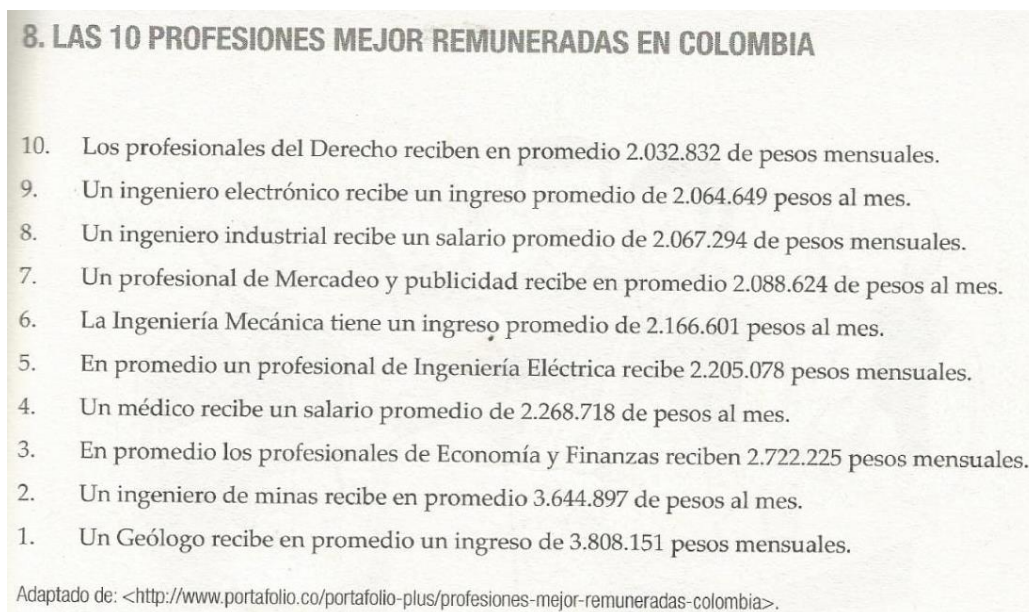 8. LAS 10 PROFESIONES MEJOR REMUNERADAS EN COLOMBIA
10. Los profesionales del Derecho reciben en promedio 2.032.832 de pesos mensuales.
9. Un ingeniero electrónico recibe un ingreso promedio de 2.064.649 pesos al mes.
8. Un ingeniero industrial recibe un salario promedio de 2.067.294 de pesos mensuales.
7. Un profesional de Mercadeo y publicidad recibe en promedio 2.088.624 de pesos al mes.
6. La Ingeniería Mecánica tiene un ingreso promedio de 2.166.601 pesos al mes.
5. En promedio un profesional de Ingeniería Eléctrica recibe 2.205.078 pesos mensuales.
4. Un médico recibe un salario promedio de 2.268.718 de pesos al mes.
3. En promedio los profesionales de Economía y Finanzas reciben 2.722.225 pesos mensuales.
2. Un ingeniero de minas recibe en promedio 3.644.897 de pesos al mes.
1. Un Geólogo recibe en promedio un ingreso de 3.808.151 pesos mensuales.
Adaptado de: <http://www.portafolio.co/portafolio-plus/profesiones-mejor-remuneradas-colombia>.